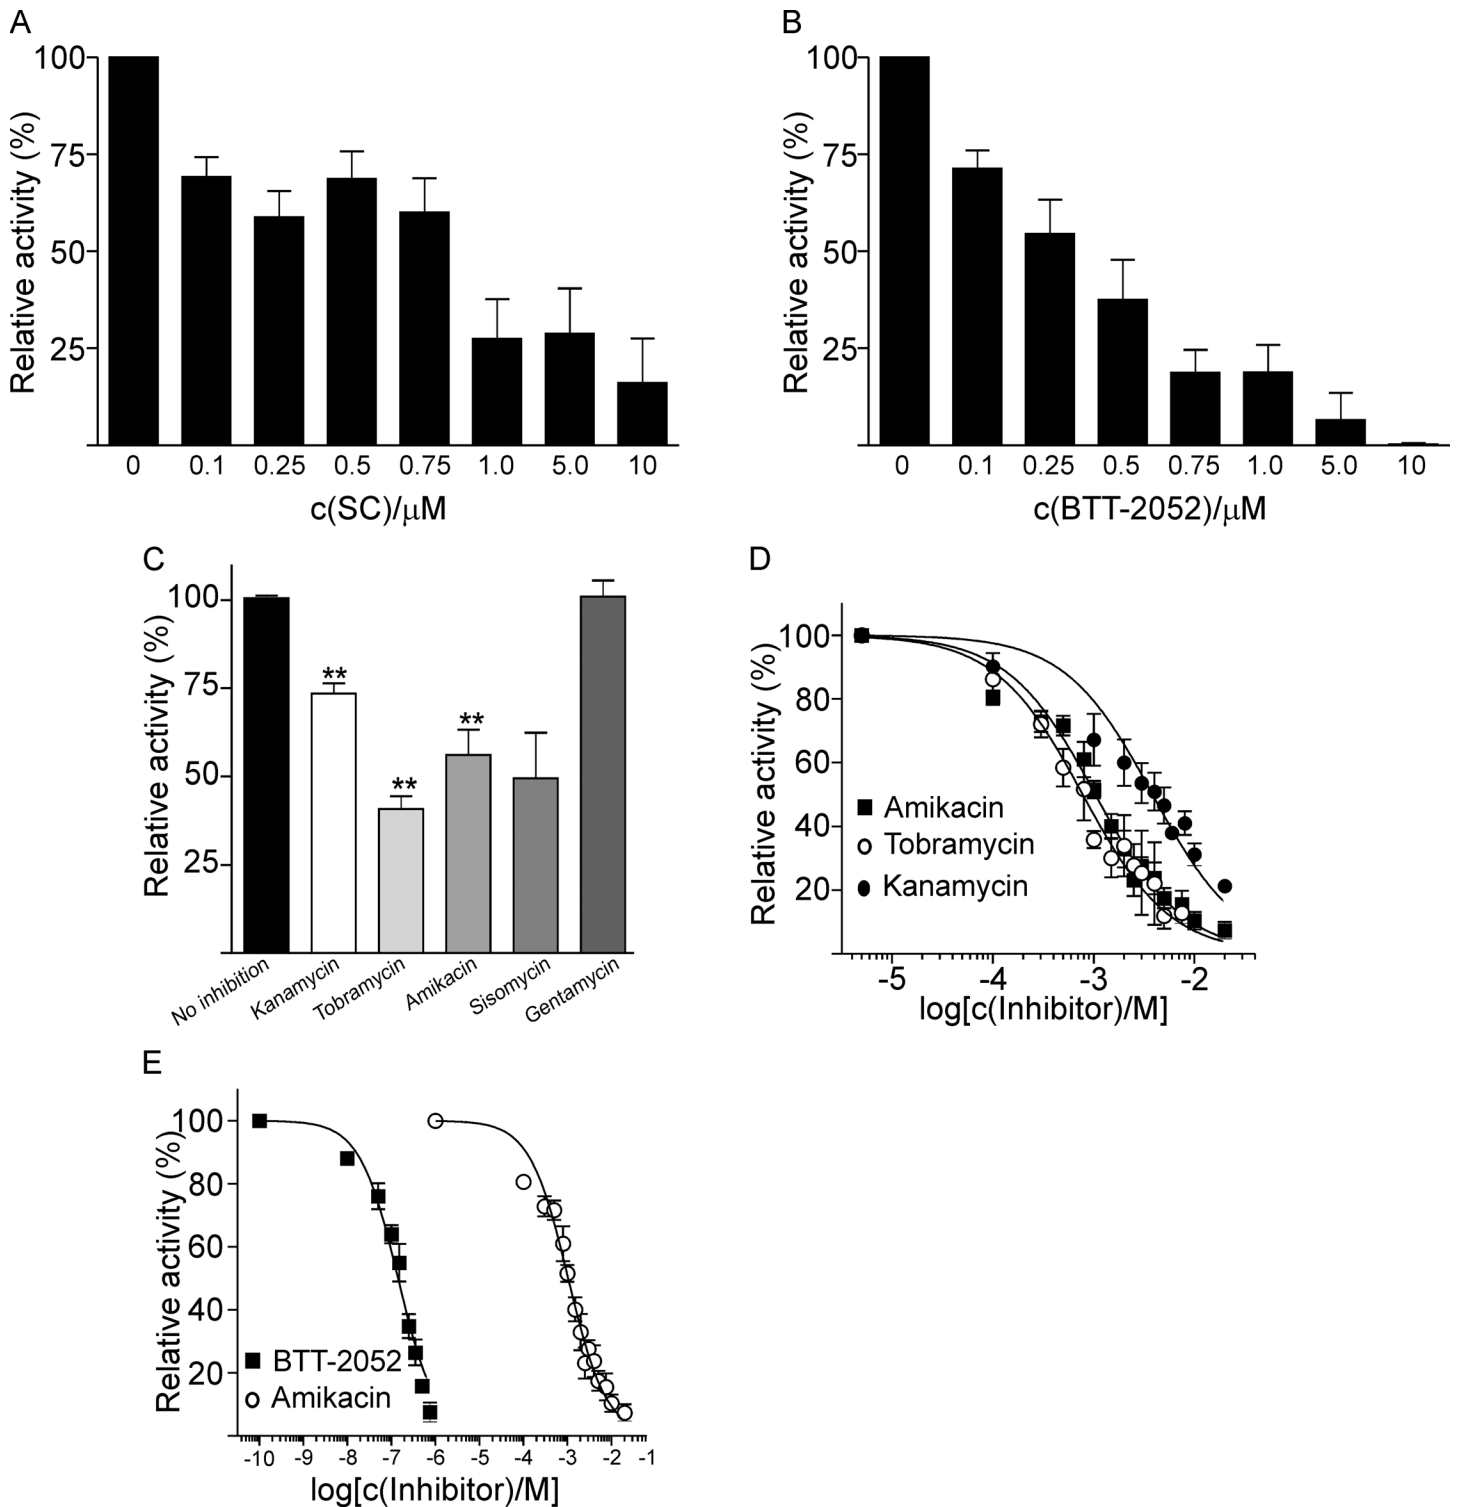 A
Relative activity (%)
100
75
50
25
0 0.1 0.25 0.5 0.75 1.0 5.0 10
c(SC)/μM
B
Relative activity (%)
100
75
50
25
0 0.1 0.25 0.5 0.75 1.0 5.0 10
c(BTT-2052)/μM
C
Relative activity (%)
100
75
50
25
** ** **
No inhibition Kanamycin Tobramycin Amikacin Sisomycin Gentamycin
D
Relative activity (%)
100
80
60
40
20
Amikacin
Tobramycin
Kanamycin
-5 -4 -3 -2
log[c(Inhibitor)/M]
E
Relative activity (%)
100
80
60
40
20
BTT-2052
Amikacin
-10 -9 -8 -7 -6 -5 -4 -3 -2 -1
log[c(Inhibitor)/M]